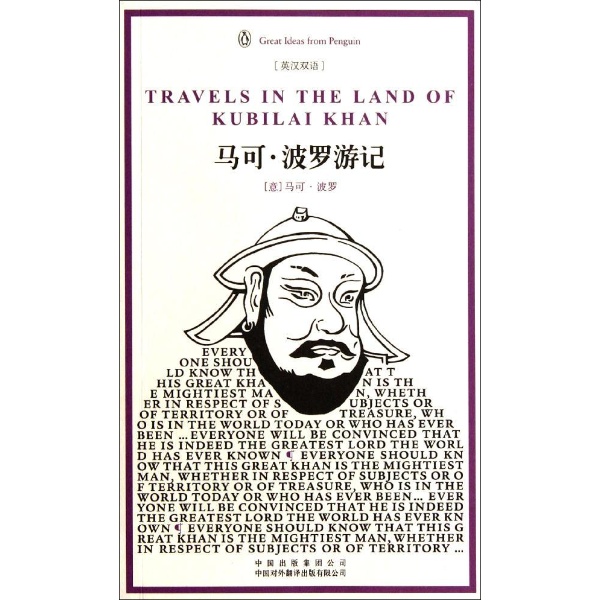 Great Ideas from Penguin
[英汉双语]
TRAVELS IN THE LAND OF
KUBILAI KHAN
马可·波罗游记
[意]马可·波罗
EVERY
ONE SHOU
LD KNOW TH AT T
HIS GREAT KHA N IS TH
E MIGHTIEST MA N, WHETH
ER IN RESPECT OF S UBJECTS OR
OF TERRITORY OR OF TREASURE, WH
O IS IN THE WORLD TODAY OR WHO HAS EVER
BEEN ... EVERYONE WILL BE CONVINCED THAT
HE IS INDEED THE GREATEST LORD THE WORL
D HAS EVER KNOWN ¶ EVERYONE SHOULD KN
OW THAT THIS GREAT KHAN IS THE MIGHTIEST
MAN, WHETHER IN RESPECT OF SUBJECTS OR O
F TERRITORY OR OF TREASURE, WHO IS IN THE
WORLD TODAY OR WHO HAS EVER BEEN... EVER
YONE WILL BE CONVINCED THAT HE IS INDEED
THE GREATEST LORD THE WORLD HAS EVER KN
OWN ¶ EVERYONE SHOULD KNOW THAT THIS G
REAT KHAN IS THE MIGHTIEST MAN, WHETHER
IN RESPECT OF SUBJECTS OR OF TERRITORY ...
中国出版集团公司
中国对外翻译出版有限公司